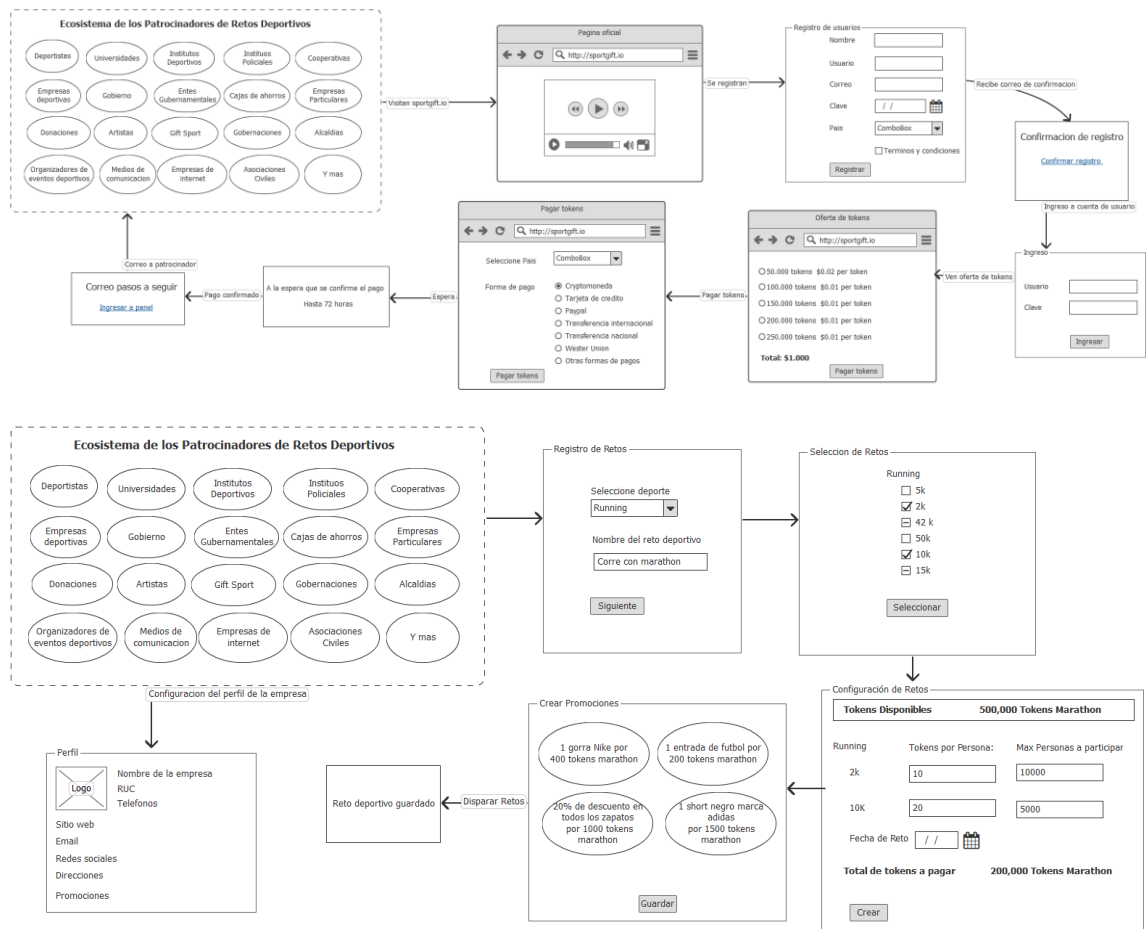 Ecosistema de los Patrocinadores de Retos Deportivos
Deportistas
Universidades
Institutos
Deportivos
Instituos
Policiales
Cooperativas
Empresas
deportivas
Gobierno
Entes
Gubernamentales
Cajas de ahorros
Empresas
Particulares
Donaciones
Artistas
Gift Sport
Gobernaciones
Alcaldias
Organizadores de
eventos deportivos
Medios de
comunicacion
Empresas de
internet
Asociaciones
Civiles
Y mas
Visitan sportgift.io
Pagina oficial
http://sportgift.io
Se registran
Registro de usuarios
Nombre
Usuario
Correo
Clave
/ /
Pais
ComboBox
Terminos y condiciones
Registrar
Recibe correo de confirmacion
Confirmacion de registro
Confirmar registro
Ingreso a cuenta de usuario
Ingreso
Usuario
Clave
Ingresar
Ven oferta de tokens
Oferta de tokens
http://sportgift.io
50.000 tokens $0.02 per token
100.000 tokens $0.01 per token
150.000 tokens $0.01 per token
200.000 tokens $0.01 per token
250.000 tokens $0.01 per token
Total: $1.000
Pagar tokens
Pagar tokens
Pagar tokens
http://sportgift.io
Seleccione Pais
ComboBox
Forma de pago
Cryptomoneda
Tarjeta de credito
Paypal
Transferencia internacional
Transferencia nacional
Wester Union
Otras formas de pagos
Pagar tokens
Espera
A la espera que se confirme el pago
Hasta 72 horas
Pago confirmado
Correo pasos a seguir
Ingresar a panel
Correo a patrocinador
Ecosistema de los Patrocinadores de Retos Deportivos
Deportistas
Universidades
Institutos
Deportivos
Instituos
Policiales
Cooperativas
Empresas
deportivas
Gobierno
Entes
Gubernamentales
Cajas de ahorros
Empresas
Particulares
Donaciones
Artistas
Gift Sport
Gobernaciones
Alcaldias
Organizadores de
eventos deportivos
Medios de
comunicacion
Empresas de
internet
Asociaciones
Civiles
Y mas
Registro de Retos
Seleccione deporte
Running
Nombre del reto deportivo
Corre con marathon
Siguiente
Seleccion de Retos
Running
5k
2k
42 k
50k
10k
15k
Seleccionar
Configuración de Retos
Tokens Disponibles 500,000 Tokens Marathon
Running Tokens por Persona: Max Personas a participar
2k 10 10000
10K 20 5000
Fecha de Reto / /
Total de tokens a pagar 200,000 Tokens Marathon
Crear
Crear Promociones
1 gorra Nike por
400 tokens marathon
1 entrada de futbol por
200 tokens marathon
20% de descuento en
todos los zapatos
por 1000 tokens
marathon
1 short negro marca
adidas
por 1500 tokens
marathon
Guardar
Disparar Retos
Reto deportivo guardado
Configuracion del perfil de la empresa
Perfil
Logo
Nombre de la empresa
RUC
Telefonos
Sitio web
Email
Redes sociales
Direcciones
Promociones